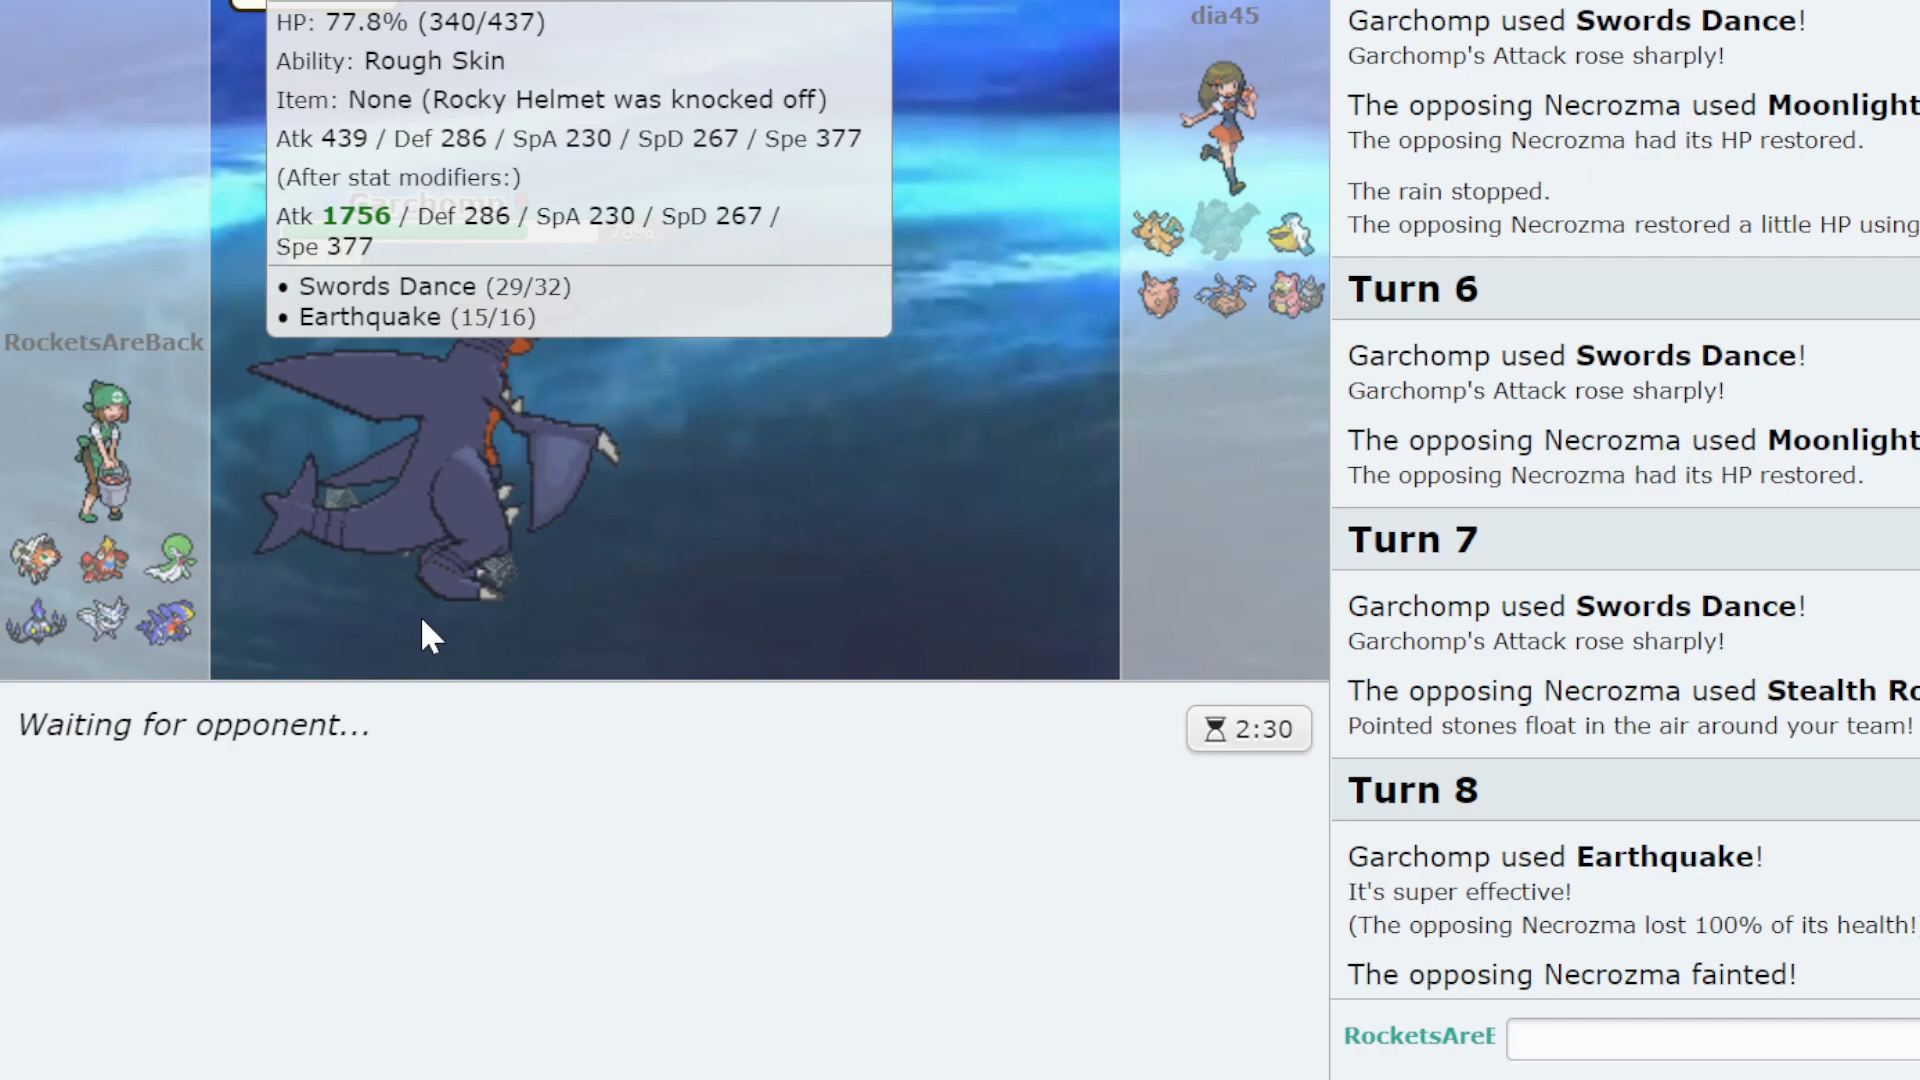 HP: 77.8% (340/437)
Ability: Rough Skin
Item: None (Rocky Helmet was knocked off)
Atk 439 / Def 286 / SpA 230 / SpD 267 / Spe 377
(After stat modifiers:)
Atk 1756 / Def 286 / SpA 230 / SpD 267 /
Spe 377
Garchomp
78%
• Swords Dance (29/32)
• Earthquake (15/16)
dia45
RocketsAreBack
Waiting for opponent...
2:30
Garchomp used Swords Dance!
Garchomp's Attack rose sharply!
The opposing Necrozma used Moonlight
The opposing Necrozma had its HP restored.
The rain stopped.
The opposing Necrozma restored a little HP using
Turn 6
Garchomp used Swords Dance!
Garchomp's Attack rose sharply!
The opposing Necrozma used Moonlight
The opposing Necrozma had its HP restored.
Turn 7
Garchomp used Swords Dance!
Garchomp's Attack rose sharply!
The opposing Necrozma used Stealth Ro
Pointed stones float in the air around your team!
Turn 8
Garchomp used Earthquake!
It's super effective!
(The opposing Necrozma lost 100% of its health!
The opposing Necrozma fainted!
RocketsAreB